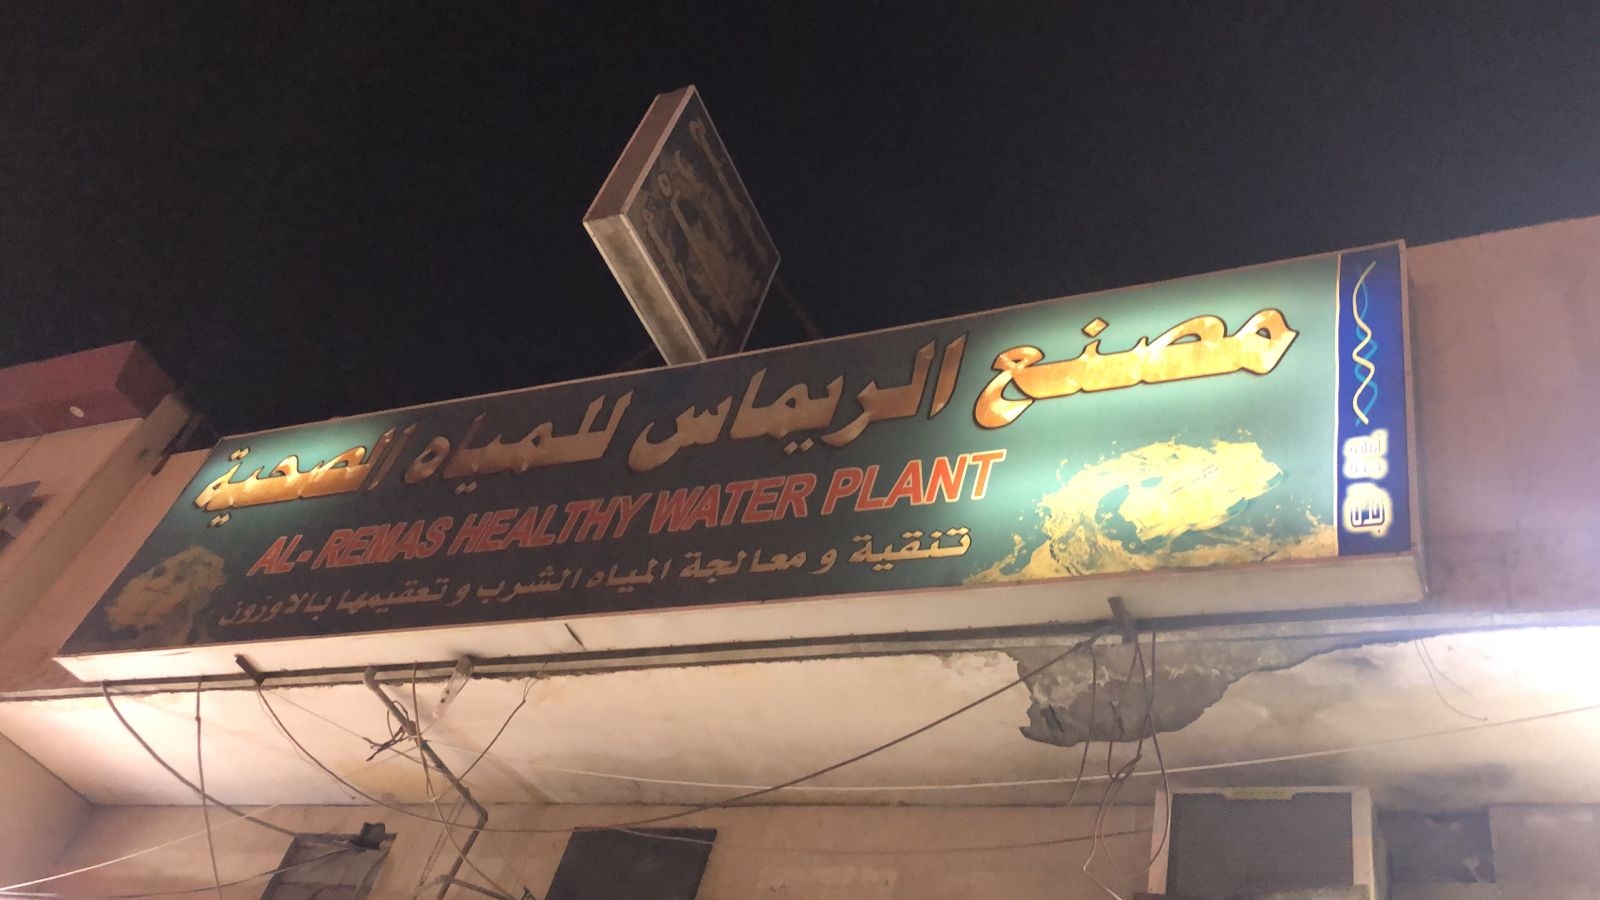 مصنع الريماس للمياه الصحية
AL- REMAS HEALTHY WATER PLANT
تنقية و معالجة المياه الشرب و تعقيمها بالاوزون